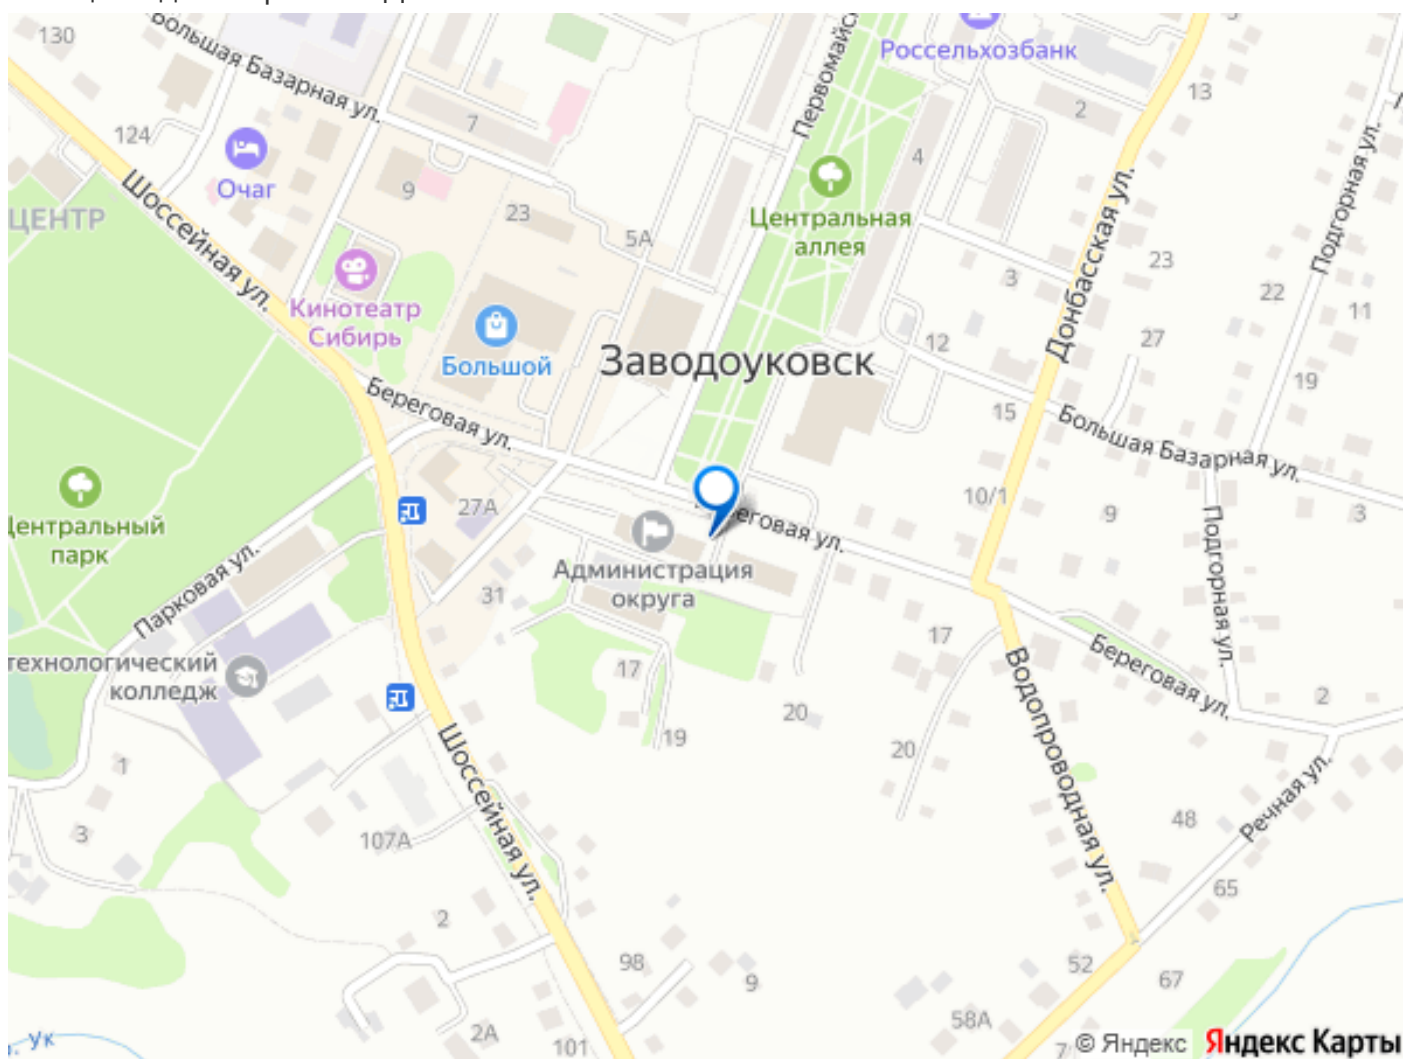 130
Большая Базарная ул.
Первомайс
Россельхозбанк
2
13
124
7
Очаг
9
23
4
5А
ЦЕНТР
Шоссейная ул.
Центральная
аллея
Донбасская ул.
Подгорная ул.
23
3
22
11
Кинотеатр
Сибирь
Большой
Заводоуковск
12
27
19
Береговая ул.
15
Большая Базарная ул.
27А
10/1
9
3
Центральный
парк
Парковая ул.
еговая ул.
Подгорная ул.
Администрация
округа
31
17
17
технологический
колледж
Водопроводная ул.
Береговая ул.
2
20
19
20
1
Шоссейная ул.
3
107А
48
Речная ул.
65
2
98
9
52
67
58А
2А
101
7
. Ук
© Яндекс
Яндекс Карты